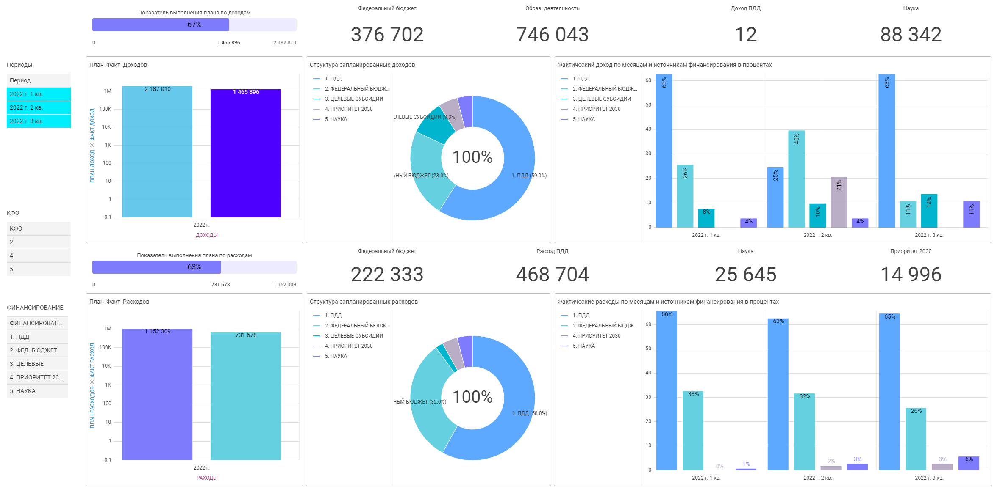 Показатель выполнения плана по доходам
67%
0
1 465 896
2 187 010
Федеральный бюджет
376 702
Образ. деятельность
746 043
Доход ПДД
12
Наука
88 342
Периоды
Период
2022 г. 1 кв.
2022 г. 2 кв.
2022 г. 3 кв.
КФО
КФО
2
4
5
ФИНАНСИРОВАНИЕ
ФИНАНСИРОВАН...
1. ПДД
2. ФЕД. БЮДЖЕТ
3. ЦЕЛЕВЫЕ
4. ПРИОРИТЕТ 20...
5. НАУКА
План_Факт_Доходов
ПЛАН ДОХОД × ФАКТ ДОХОД
1M
100K
10K
1K
100
10
1
0.1
2 187 010
1 465 896
2022 г.
ДОХОДЫ
Структура запланированных доходов
1. ПДД
2. ФЕДЕРАЛЬНЫЙ БЮДЖ...
3. ЦЕЛЕВЫЕ СУБСИДИИ
4. ПРИОРИТЕТ 2030
5. НАУКА
ЕЛЕВЫЕ СУБСИДИИ (9.0%)
ЬНЫЙ БЮДЖЕТ (23.0%)
1. ПДД (59.0%)
100%
Фактический доход по месяцам и источникам финансирования в процентах
1. ПДД
2. ФЕДЕРАЛЬНЫЙ БЮДЖ...
3. ЦЕЛЕВЫЕ СУБСИДИИ
4. ПРИОРИТЕТ 2030
5. НАУКА
60
50
40
30
20
10
0
63%
26%
8%
4%
25%
40%
10%
21%
4%
63%
11%
14%
11%
2022 г. 1 кв.
2022 г. 2 кв.
2022 г. 3 кв.
Показатель выполнения плана по расходам
63%
0
731 678
1 152 309
Федеральный бюджет
222 333
Расход ПДД
468 704
Наука
25 645
Приоритет 2030
14 996
План_Факт_Расходов
ПЛАН РАСХОДОВ × ФАКТ РАСХОД
1M
100K
10K
1K
100
10
1
0.1
1 152 309
731 678
2022 г.
РАХОДЫ
Структура запланированных расходов
1. ПДД
2. ФЕДЕРАЛЬНЫЙ БЮДЖ...
3. ЦЕЛЕВЫЕ СУБСИДИИ
4. ПРИОРИТЕТ 2030
5. НАУКА
НЫЙ БЮДЖЕТ (32.0%)
1. ПДД (58.0%)
100%
Фактические расходы по месяцам и источникам финансирования в процентах
1. ПДД
2. ФЕДЕРАЛЬНЫЙ БЮДЖ...
4. ПРИОРИТЕТ 2030
5. НАУКА
60
50
40
30
20
10
0
66%
33%
0%
1%
63%
32%
2%
3%
65%
26%
3%
6%
2022 г. 1 кв.
2022 г. 2 кв.
2022 г. 3 кв.